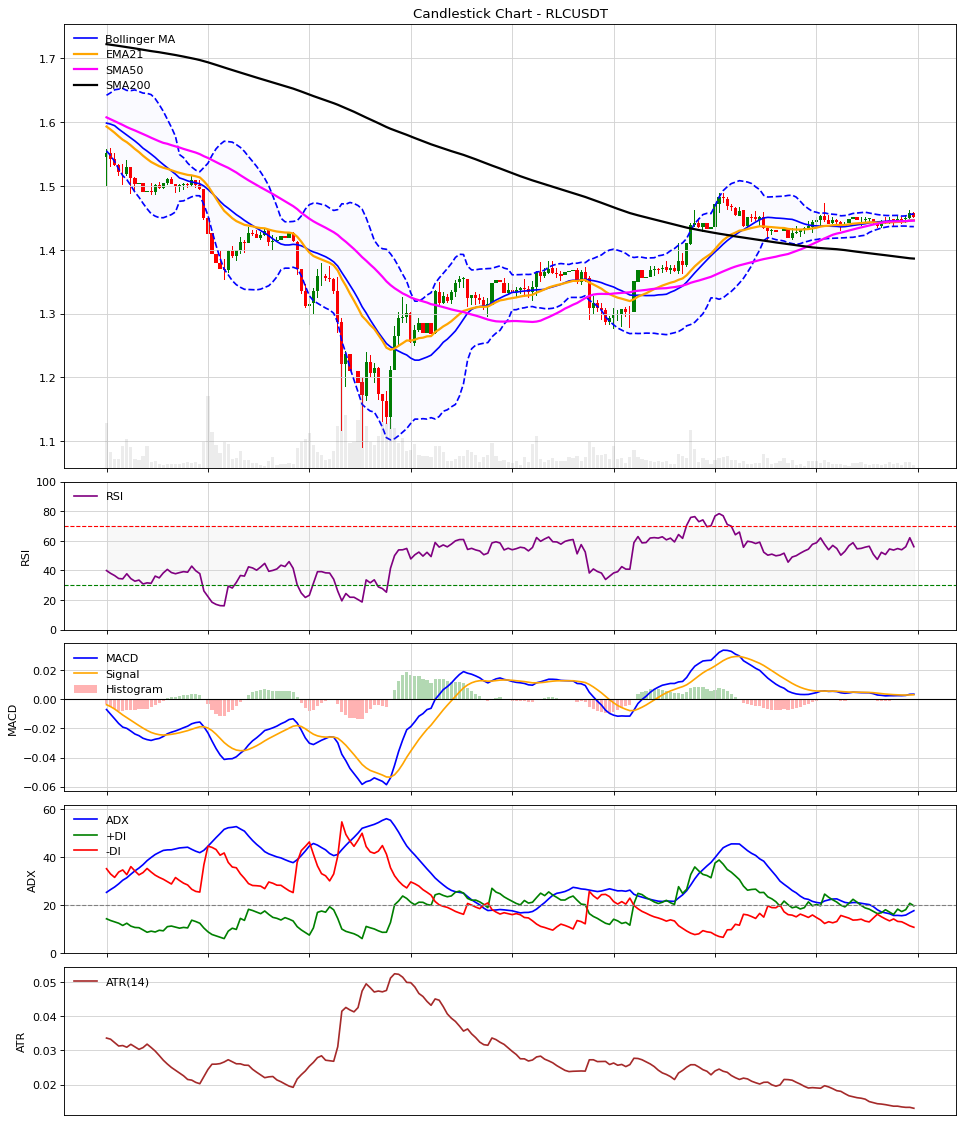 Candlestick Chart - RLCUSDT
Bollinger MA
EMA21
SMA50
SMA200
1.7
1.6
1.5
1.4
1.3
1.2
1.1
RSI
100
80
60
40
20
0
RSI
MACD
Signal
Histogram
0.02
0.00
−0.02
−0.04
−0.06
MACD
ADX
+DI
-DI
60
40
20
0
ADX
ATR(14)
0.05
0.04
0.03
0.02
ATR